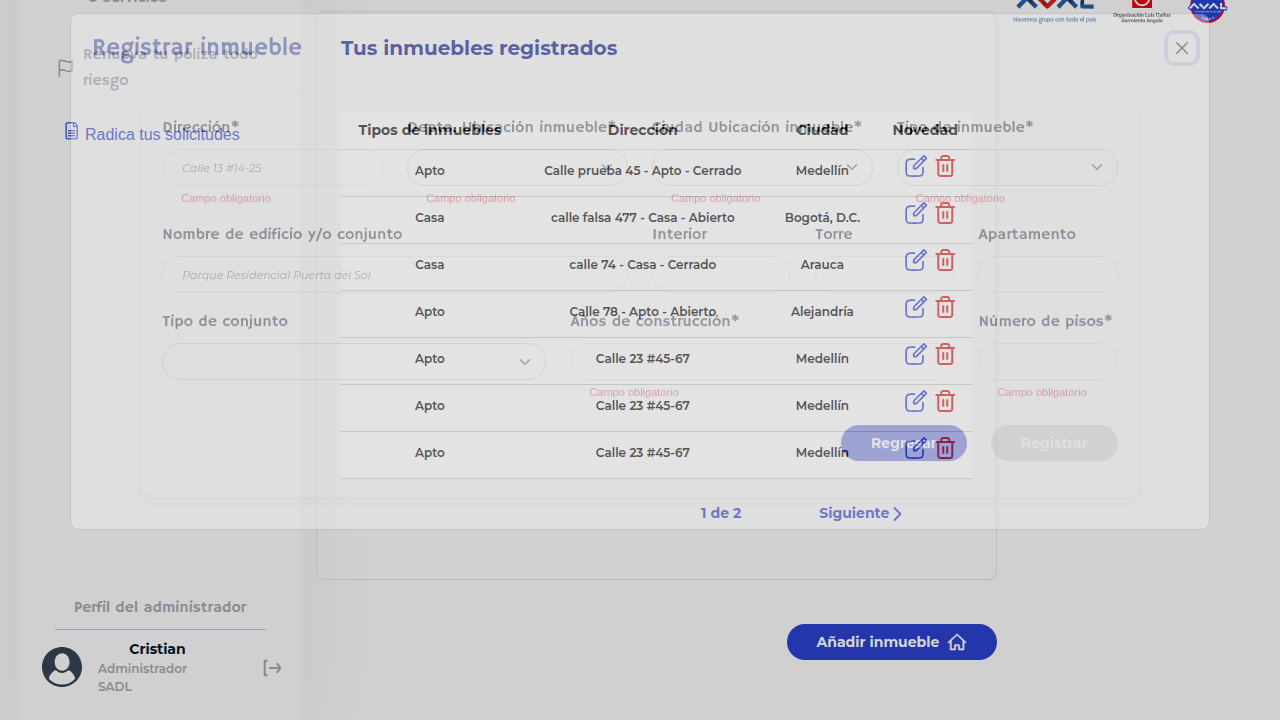 o servicios
AVAL
Hacemos grupo con todo el país
Organización Luis Carlos
Sarmiento Angulo
Registrar inmueble
Renueva tu póliza todo
riesgo
Radica tus solicitudes
Tus inmuebles registrados
Tipos de Inmuebles Dirección Ciudad Novedad
Apto Calle prueba 45 - Apto - Cerrado Medellín
Casa calle falsa 477 - Casa - Abierto Bogotá, D.C.
Casa calle 74 - Casa - Cerrado Arauca
Apto Calle 78 - Apto - Abierto Alejandría
Apto Calle 23 #45-67 Medellín
Apto Calle 23 #45-67 Medellín
Apto Calle 23 #45-67 Medellín
1 de 2 Siguiente
Dirección* Depto. Ubicación inmueble* Ciudad Ubicación inmueble* Tipo de inmueble*
Calle 13 #14-25
Campo obligatorio Campo obligatorio Campo obligatorio Campo obligatorio
Nombre de edificio y/o conjunto Interior Torre Apartamento
Parque Residencial Puerta del Sol
Tipo de conjunto Años de construcción* Número de pisos*
Campo obligatorio Campo obligatorio
Regresar Registrar
Añadir inmueble
Perfil del administrador
Cristian
Administrador
SADL